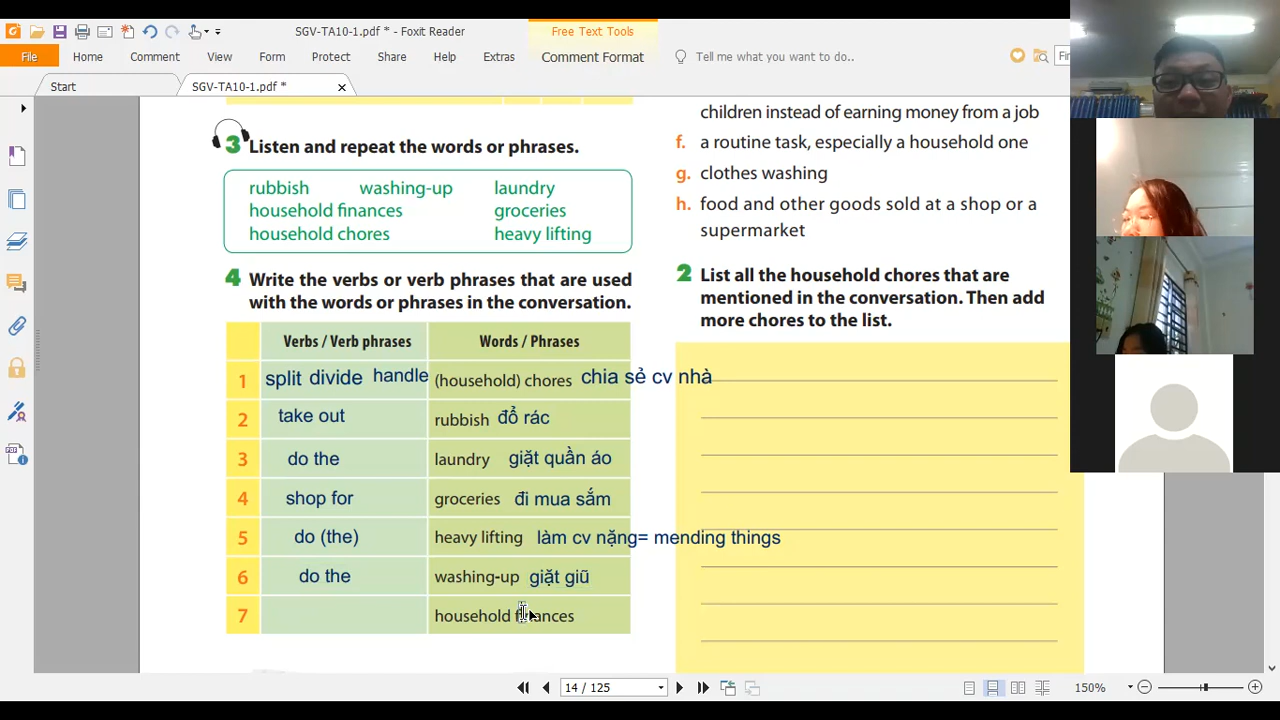 SGV-TA10-1.pdf * - Foxit Reader
Free Text Tools
File Home Comment View Form Protect Share Help Extras Comment Format Tell me what you want to do..
Start SGV-TA10-1.pdf *
3 Listen and repeat the words or phrases.
rubbish washing-up laundry
household finances groceries
household chores heavy lifting
4 Write the verbs or verb phrases that are used
with the words or phrases in the conversation.
Verbs / Verb phrases Words / Phrases
1 split divide handle (household) chores chia sẻ cv nhà
2 take out rubbish đổ rác
3 do the laundry giặt quần áo
4 shop for groceries đi mua sắm
5 do (the) heavy lifting làm cv nặng= mending things
6 do the washing-up giặt giũ
7 household finances
children instead of earning money from a job
f. a routine task, especially a household one
g. clothes washing
h. food and other goods sold at a shop or a
supermarket
2 List all the household chores that are
mentioned in the conversation. Then add
more chores to the list.
14 / 125
150%